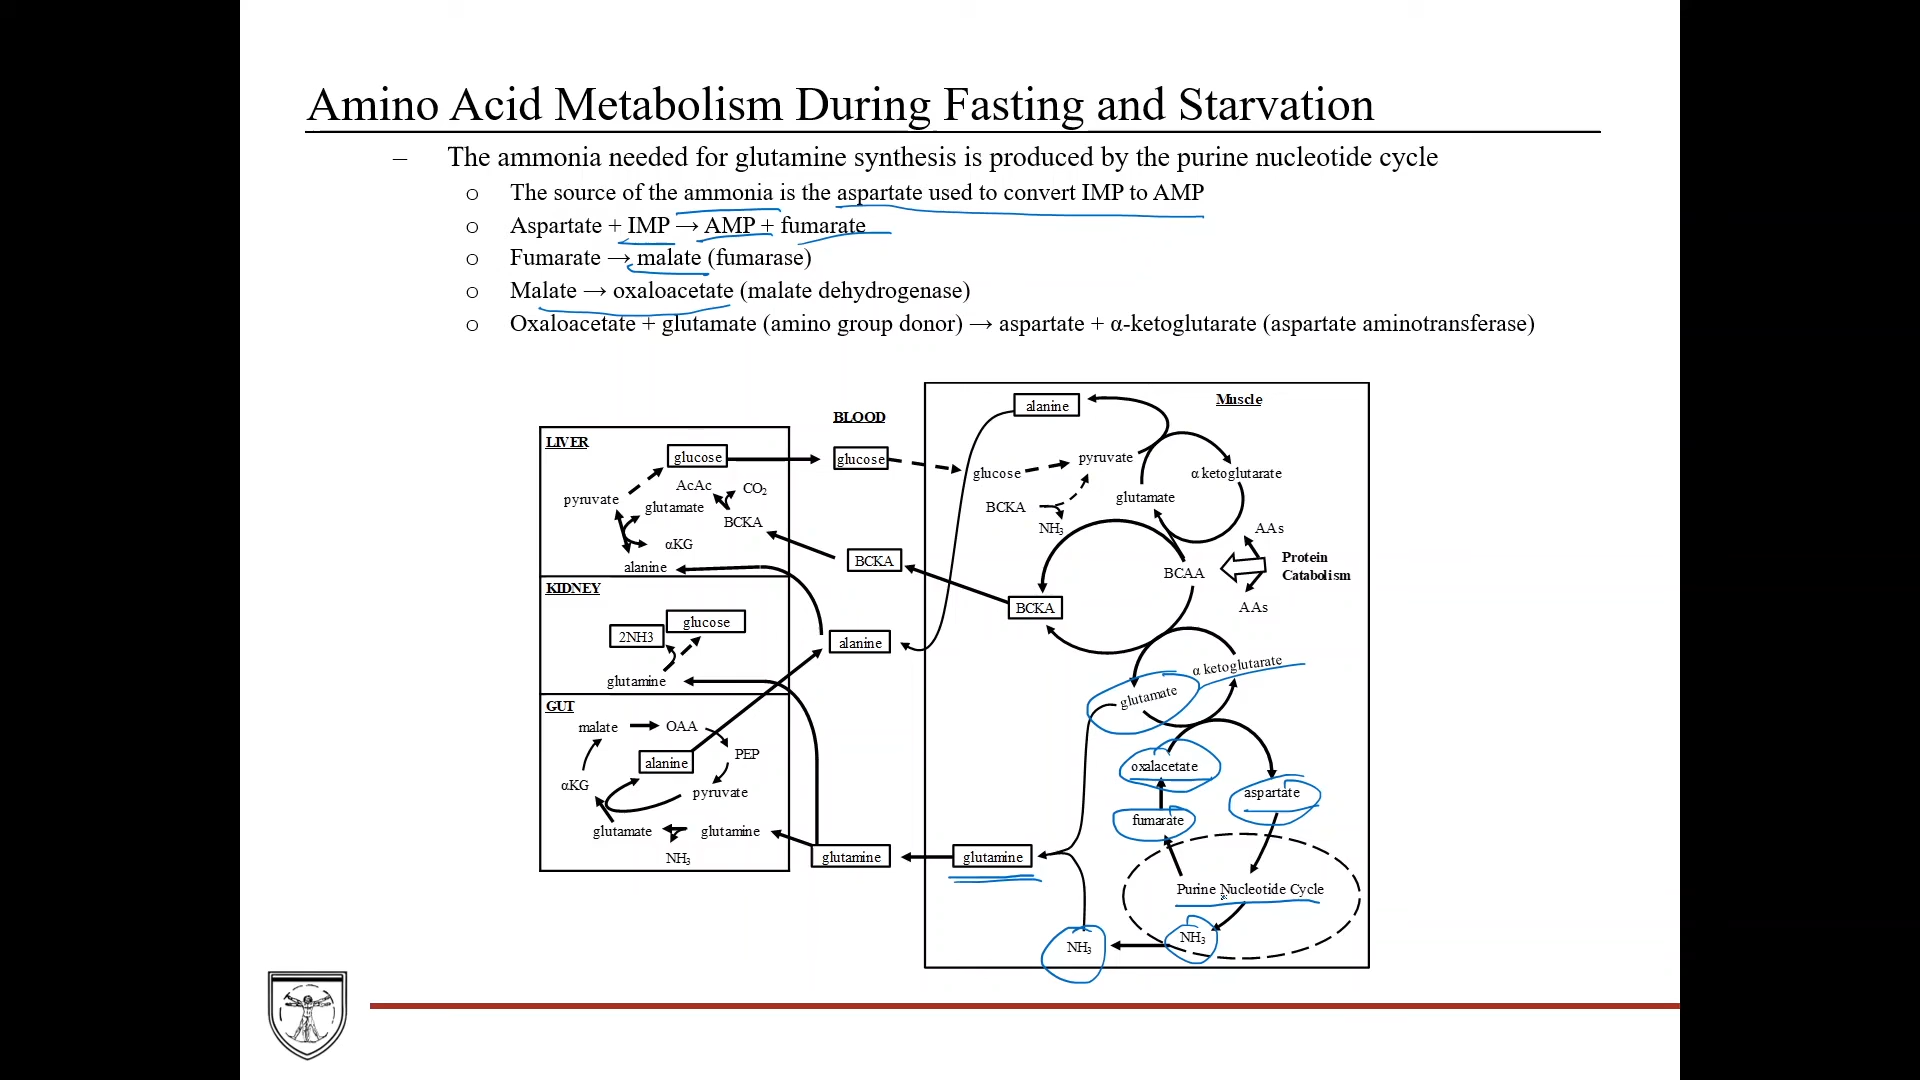 Amino Acid Metabolism During Fasting and Starvation
– The ammonia needed for glutamine synthesis is produced by the purine nucleotide cycle
o The source of the ammonia is the aspartate used to convert IMP to AMP
o Aspartate + IMP → AMP + fumarate
o Fumarate → malate (fumarase)
o Malate → oxaloacetate (malate dehydrogenase)
o Oxaloacetate + glutamate (amino group donor) → aspartate + α-ketoglutarate (aspartate aminotransferase)
LIVER
glucose
AcAc
CO₂
pyruvate
glutamate
BCKA
αKG
alanine
KIDNEY
glucose
2NH3
glutamine
GUT
malate
OAA
alanine
PEP
αKG
pyruvate
glutamate
glutamine
NH₃
BLOOD
glucose
BCKA
alanine
glutamine
Muscle
alanine
pyruvate
glucose
α ketoglutarate
glutamate
BCKA
NH₃
AAs
Protein
Catabolism
BCAA
AAs
BCKA
α ketoglutarate
glutamate
oxalacetate
aspartate
fumarate
glutamine
Purine Nucleotide Cycle
NH₃
NH₃